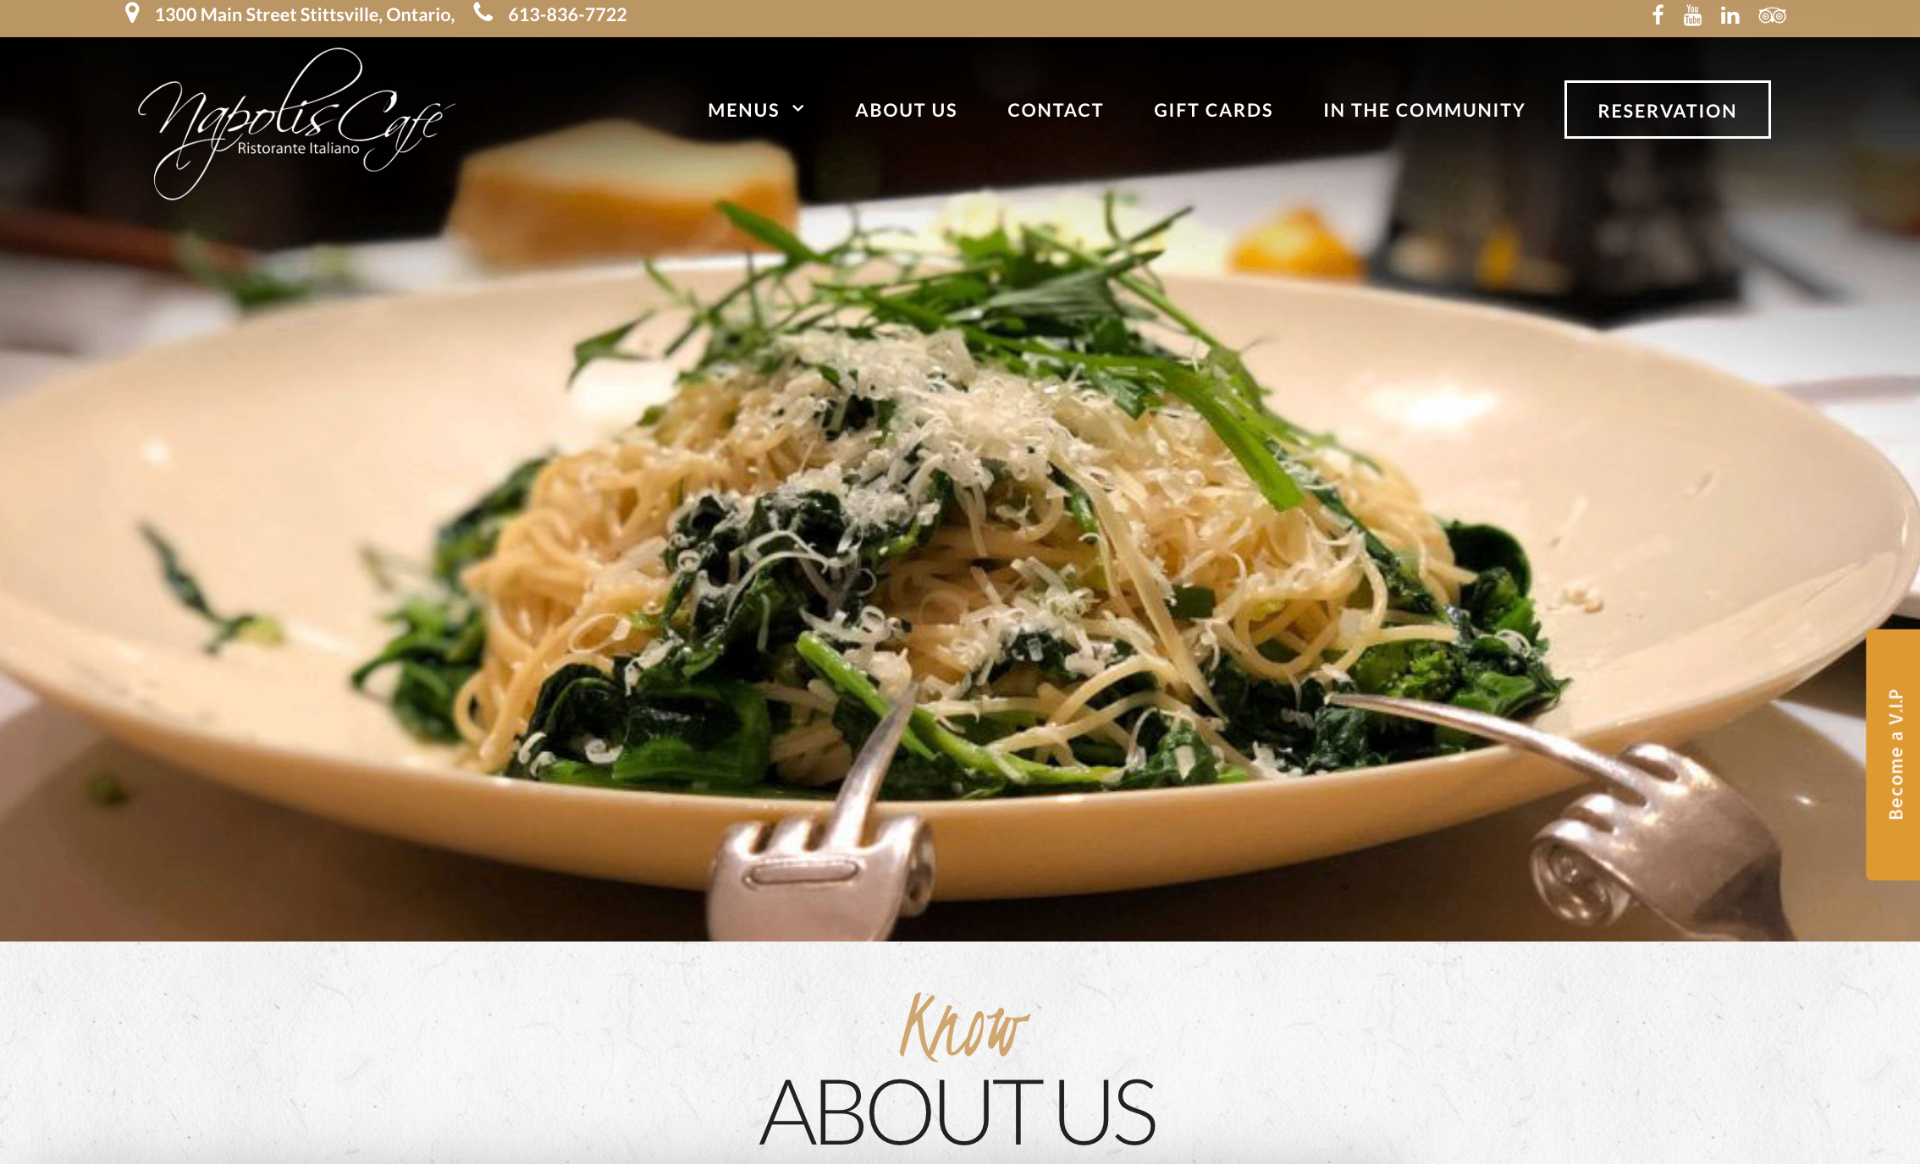 1300 Main Street Stittsville, Ontario, 613-836-7722
Napolis Café
Ristorante Italiano
MENUS ABOUT US CONTACT GIFT CARDS IN THE COMMUNITY RESERVATION
Become a V.I.P
Know
ABOUT US